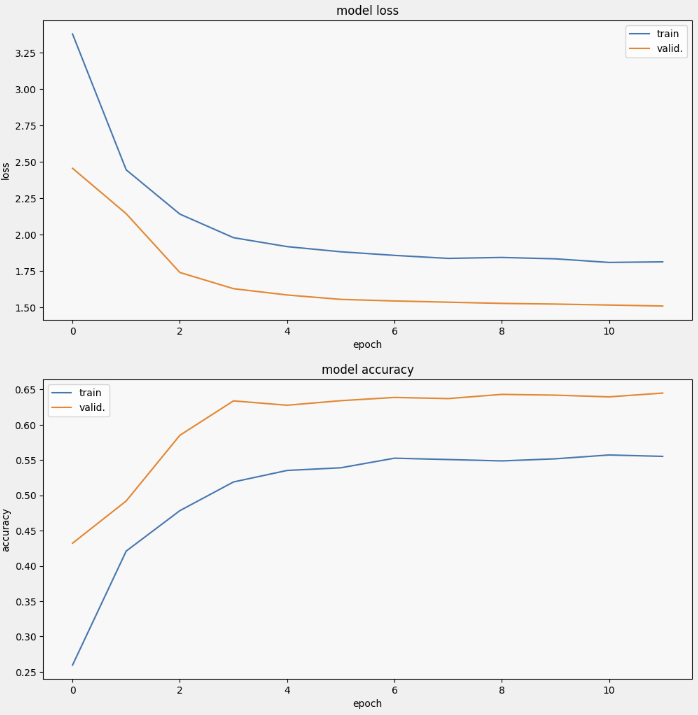 model loss
3.25
3.00
2.75
2.50
2.25
2.00
1.75
1.50
loss
train
valid.
0 2 4 6 8 10
epoch
model accuracy
0.65
0.60
0.55
0.50
0.45
0.40
0.35
0.30
0.25
accuracy
train
valid.
0 2 4 6 8 10
epoch